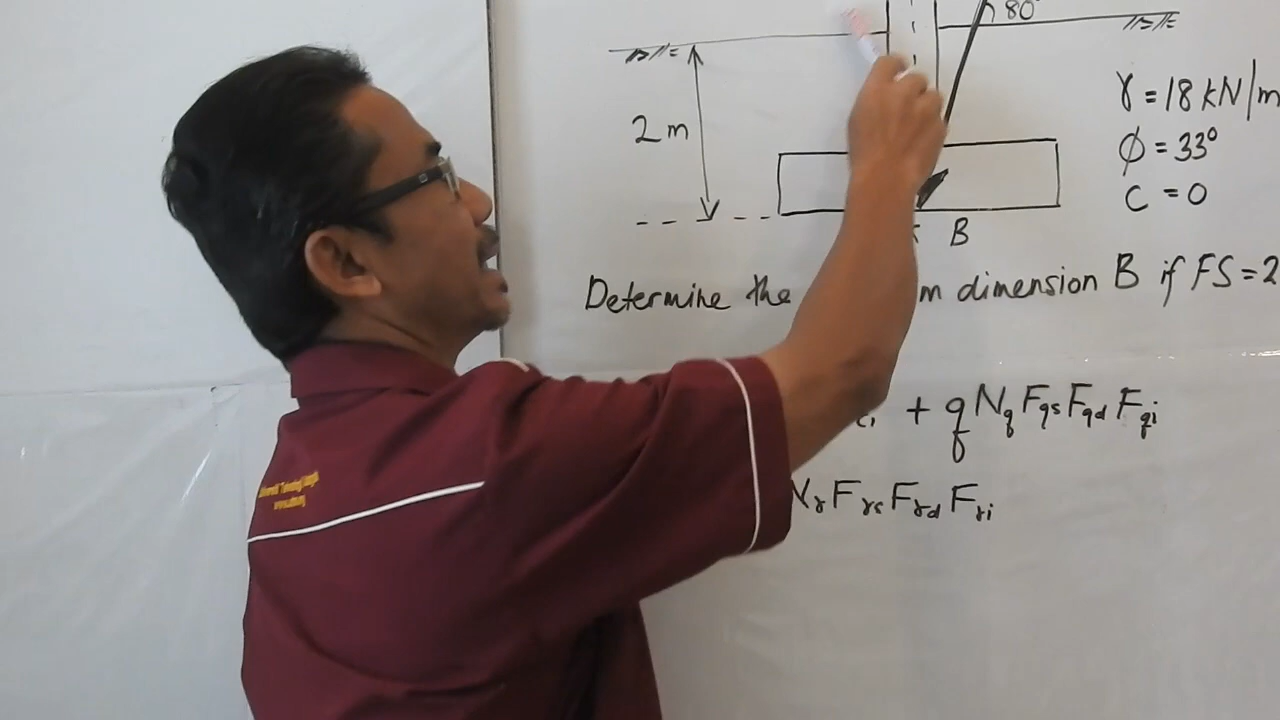 80°
γ = 18 kN/m
2 m
φ = 33°
c = 0
B
Determine the m dimension B if FS = 2
+ q Nq Fqs Fqd Fqi
Nγ Fγs Fγd Fγi